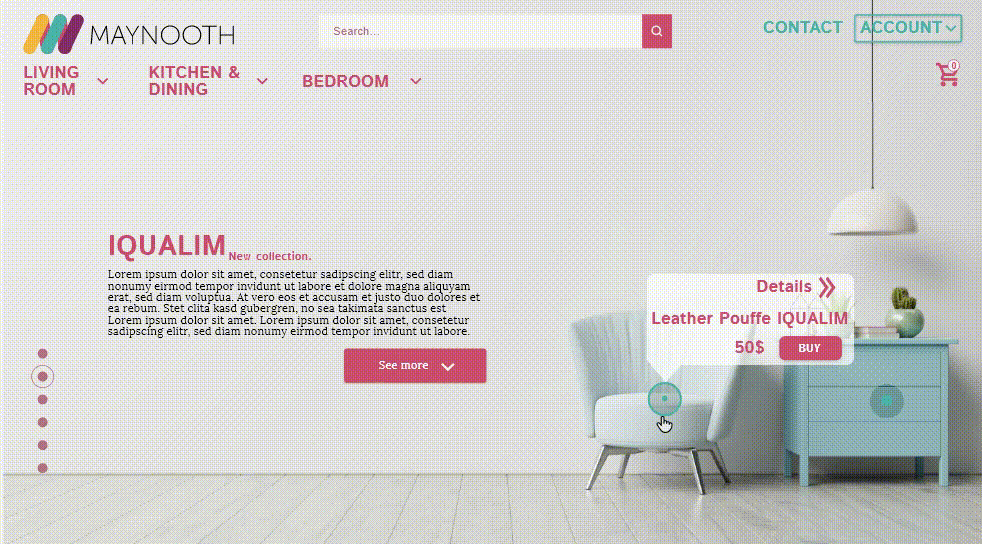 MAYNOOTH
Search...
CONTACT
ACCOUNT
0
LIVING
ROOM
KITCHEN &
DINING
BEDROOM
IQUALIM
New collection.
Lorem ipsum dolor sit amet, consetetur sadipscing elitr, sed diam
nonumy eirmod tempor invidunt ut labore et dolore magna aliquyam
erat, sed diam voluptua. At vero eos et accusam et justo duo dolores et
ea rebum. Stet clita kasd gubergren, no sea takimata sanctus est
Lorem ipsum dolor sit amet. Lorem ipsum dolor sit amet, consetetur
sadipscing elitr, sed diam nonumy eirmod tempor invidunt ut labore.
See more
Details
Leather Pouffe IQUALIM
50$
BUY